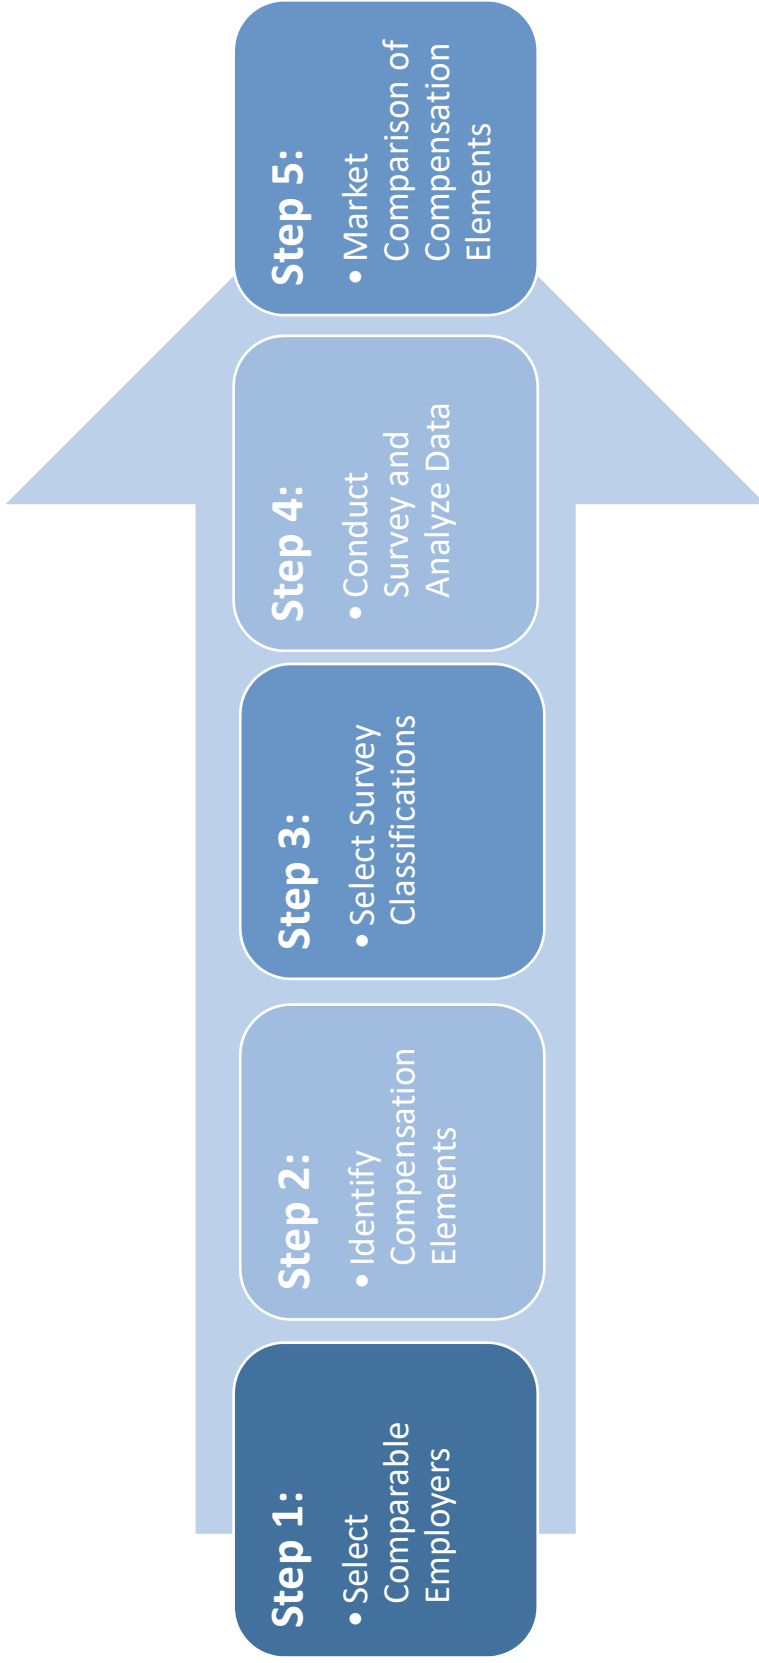 Step 1:
• Select
Comparable
Employers
Step 2:
• Identify
Compensation
Elements
Step 3:
• Select Survey
Classifications
Step 4:
• Conduct
Survey and
Analyze Data
Step 5:
• Market
Comparison of
Compensation
Elements